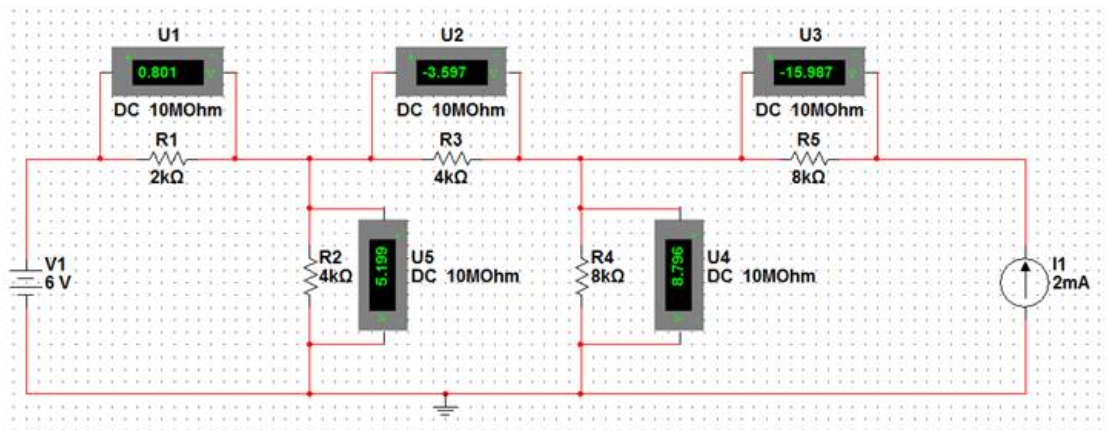 U1
0.801
DC 10MOhm
R1
2kΩ
U2
-3.597
DC 10MOhm
R3
4kΩ
U3
-15.987
DC 10MOhm
R5
8kΩ
V1
6 V
R2
4kΩ
5.199
U5
DC 10MOhm
R4
8kΩ
8.796
U4
DC 10MOhm
I1
2mA